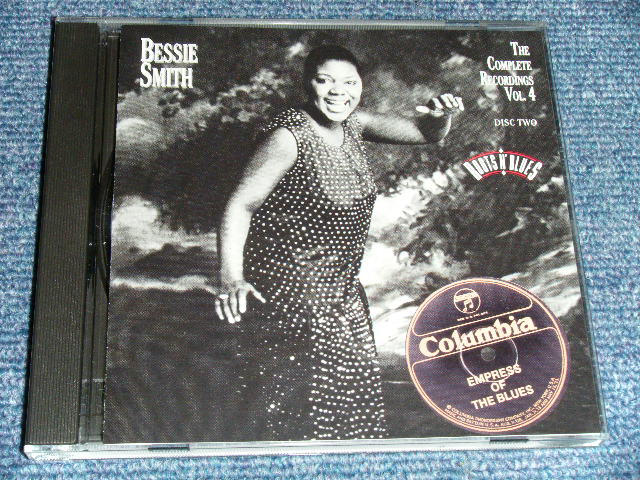 BESSIE
SMITH
THE
COMPLETE
RECORDINGS
VOL. 4
DISC TWO
ROOTS N' BLUES
Columbia
EMPRESS
OF
THE BLUES